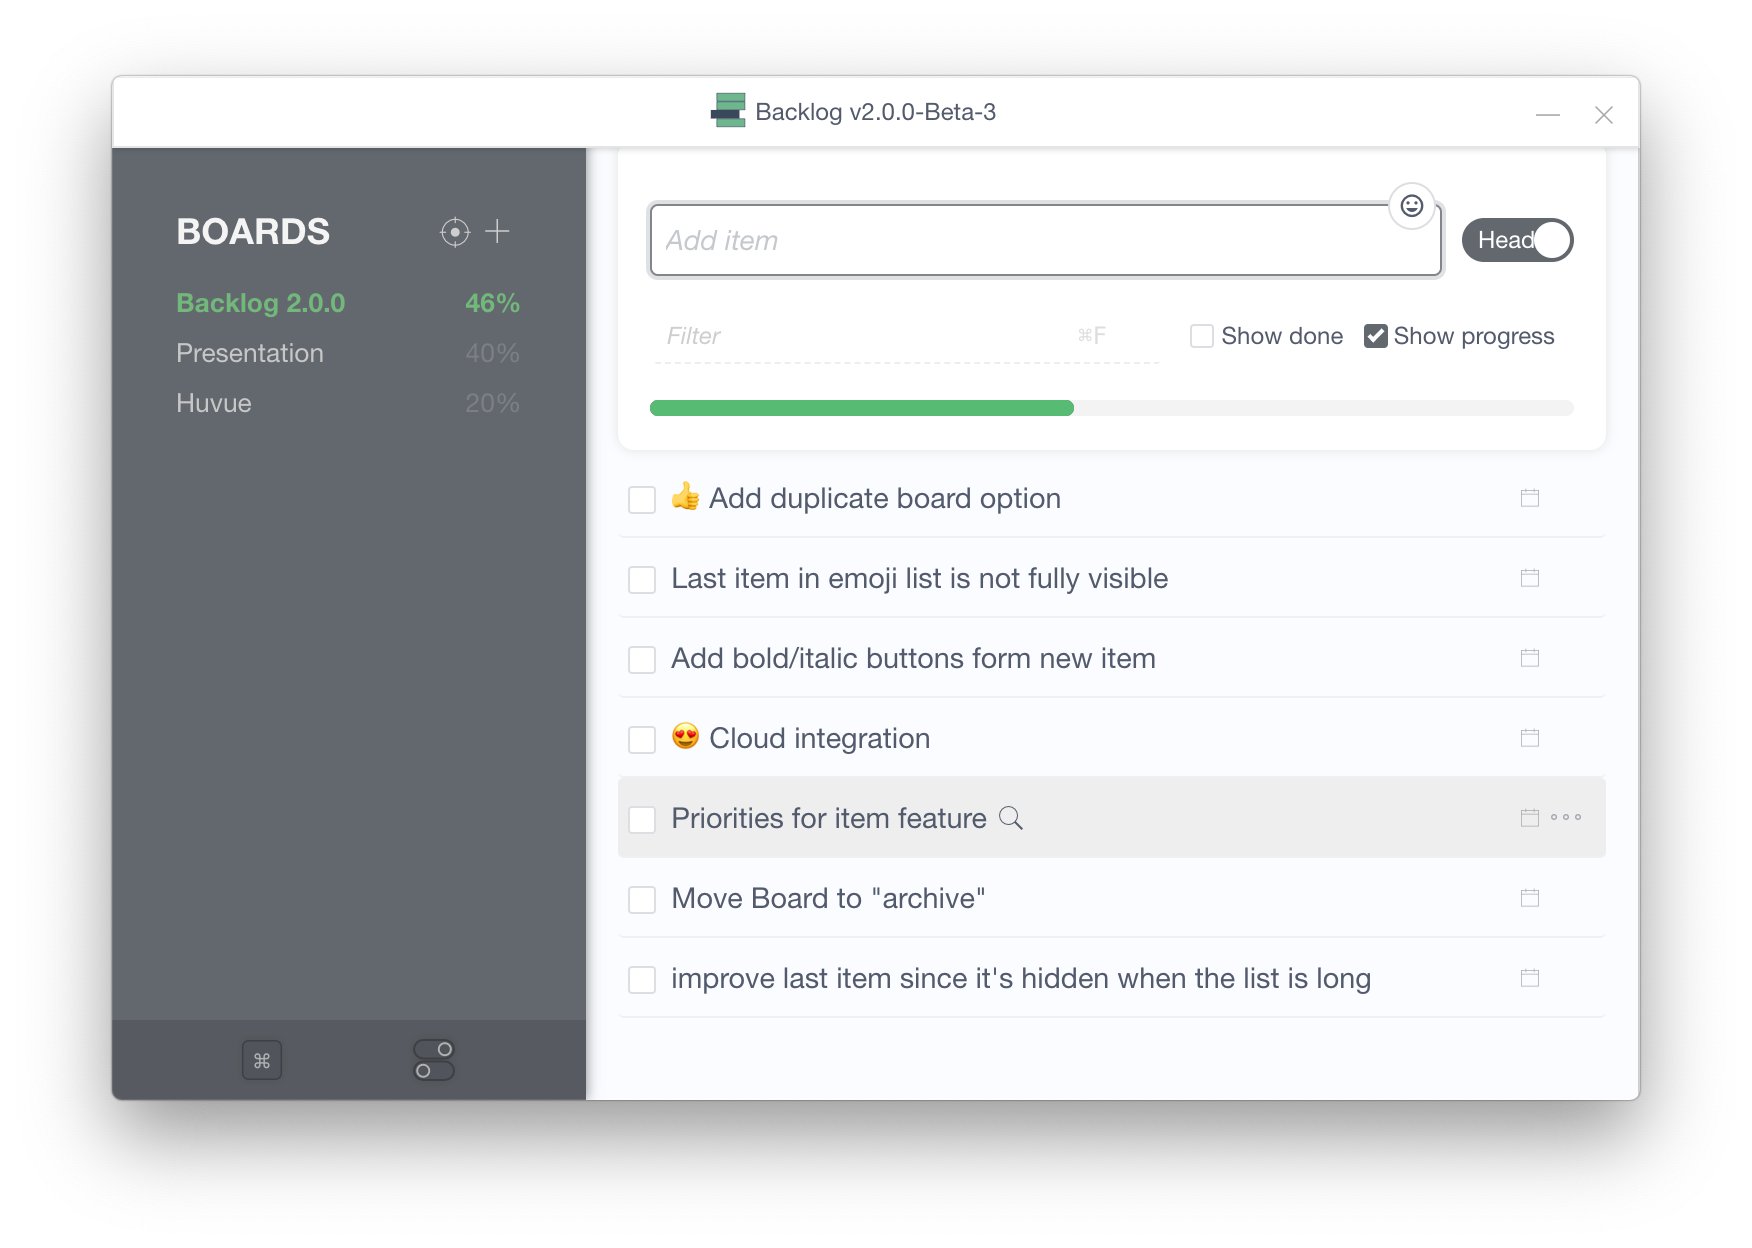 Backlog v2.0.0-Beta-3
BOARDS
Backlog 2.0.0 46%
Presentation 40%
Huvue 20%
Add item
Head
Filter ⌘F
Show done
Show progress
👍 Add duplicate board option
Last item in emoji list is not fully visible
Add bold/italic buttons form new item
😍 Cloud integration
Priorities for item feature
Move Board to "archive"
improve last item since it's hidden when the list is long
⌘